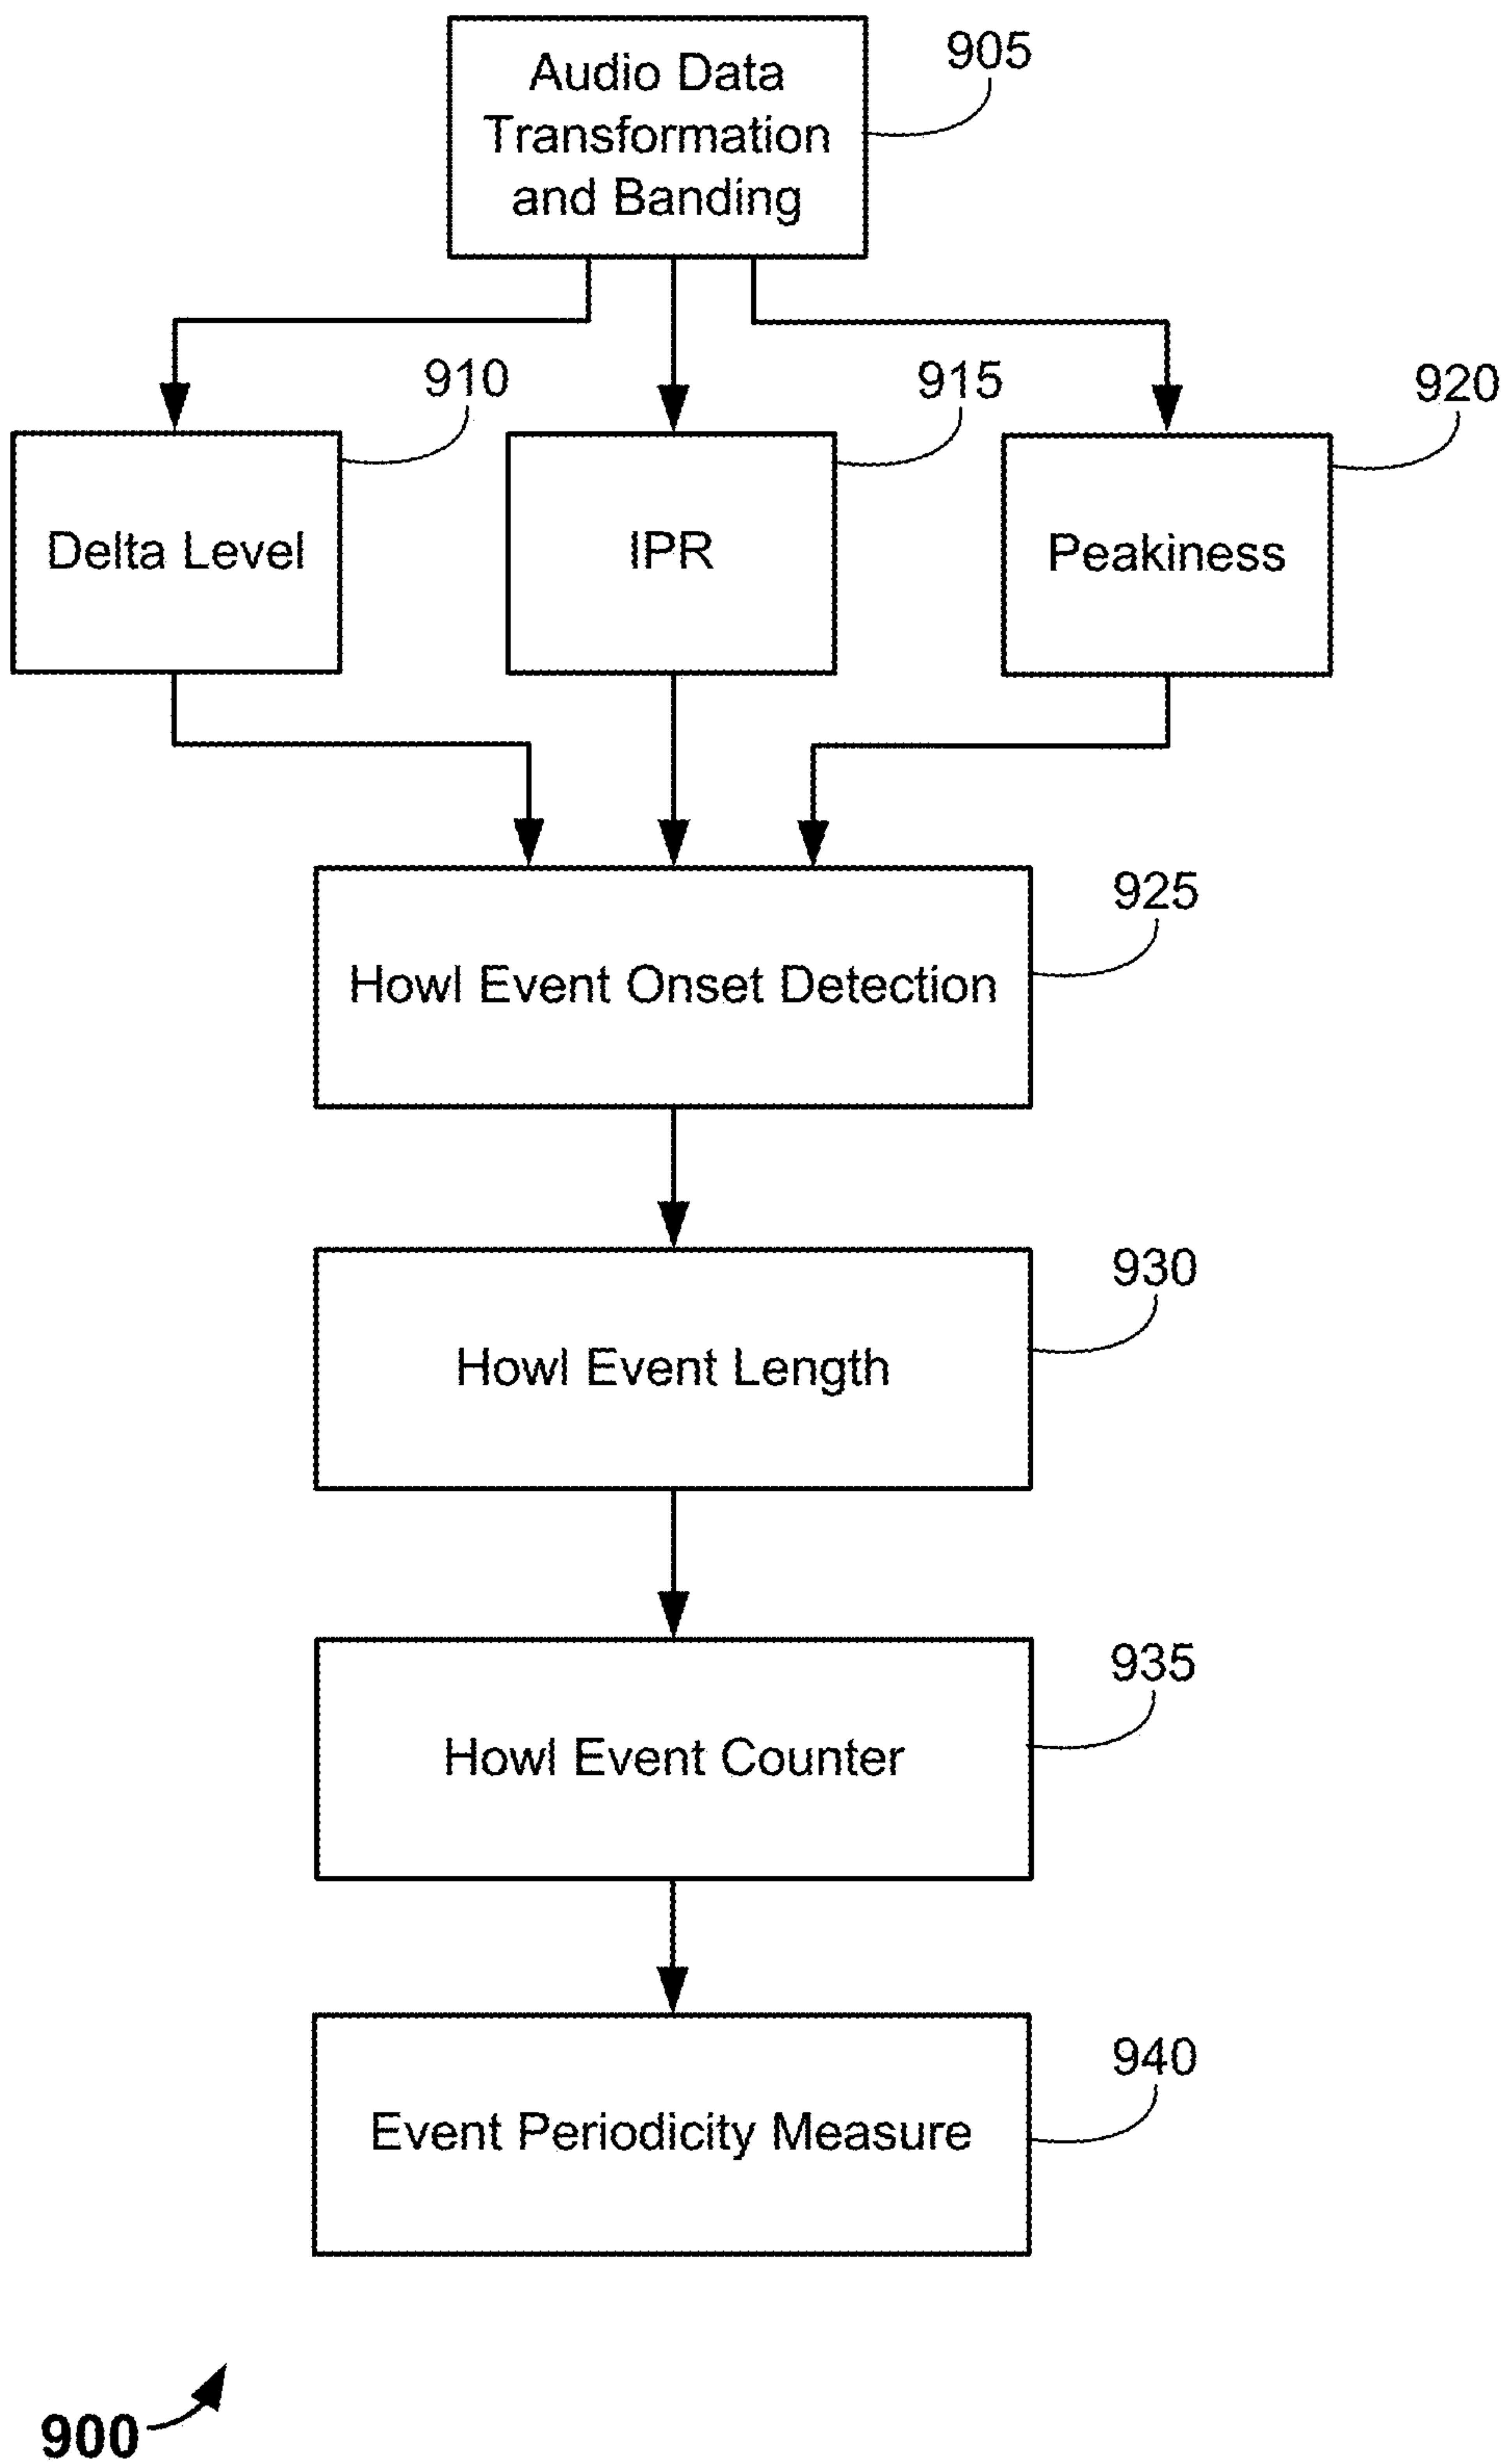 Audio Data
Transformation
and Banding
905
910
915
920
Delta Level
IPR
Peakiness
925
Howl Event Onset Detection
930
Howl Event Length
935
Howl Event Counter
940
Event Periodicity Measure
900